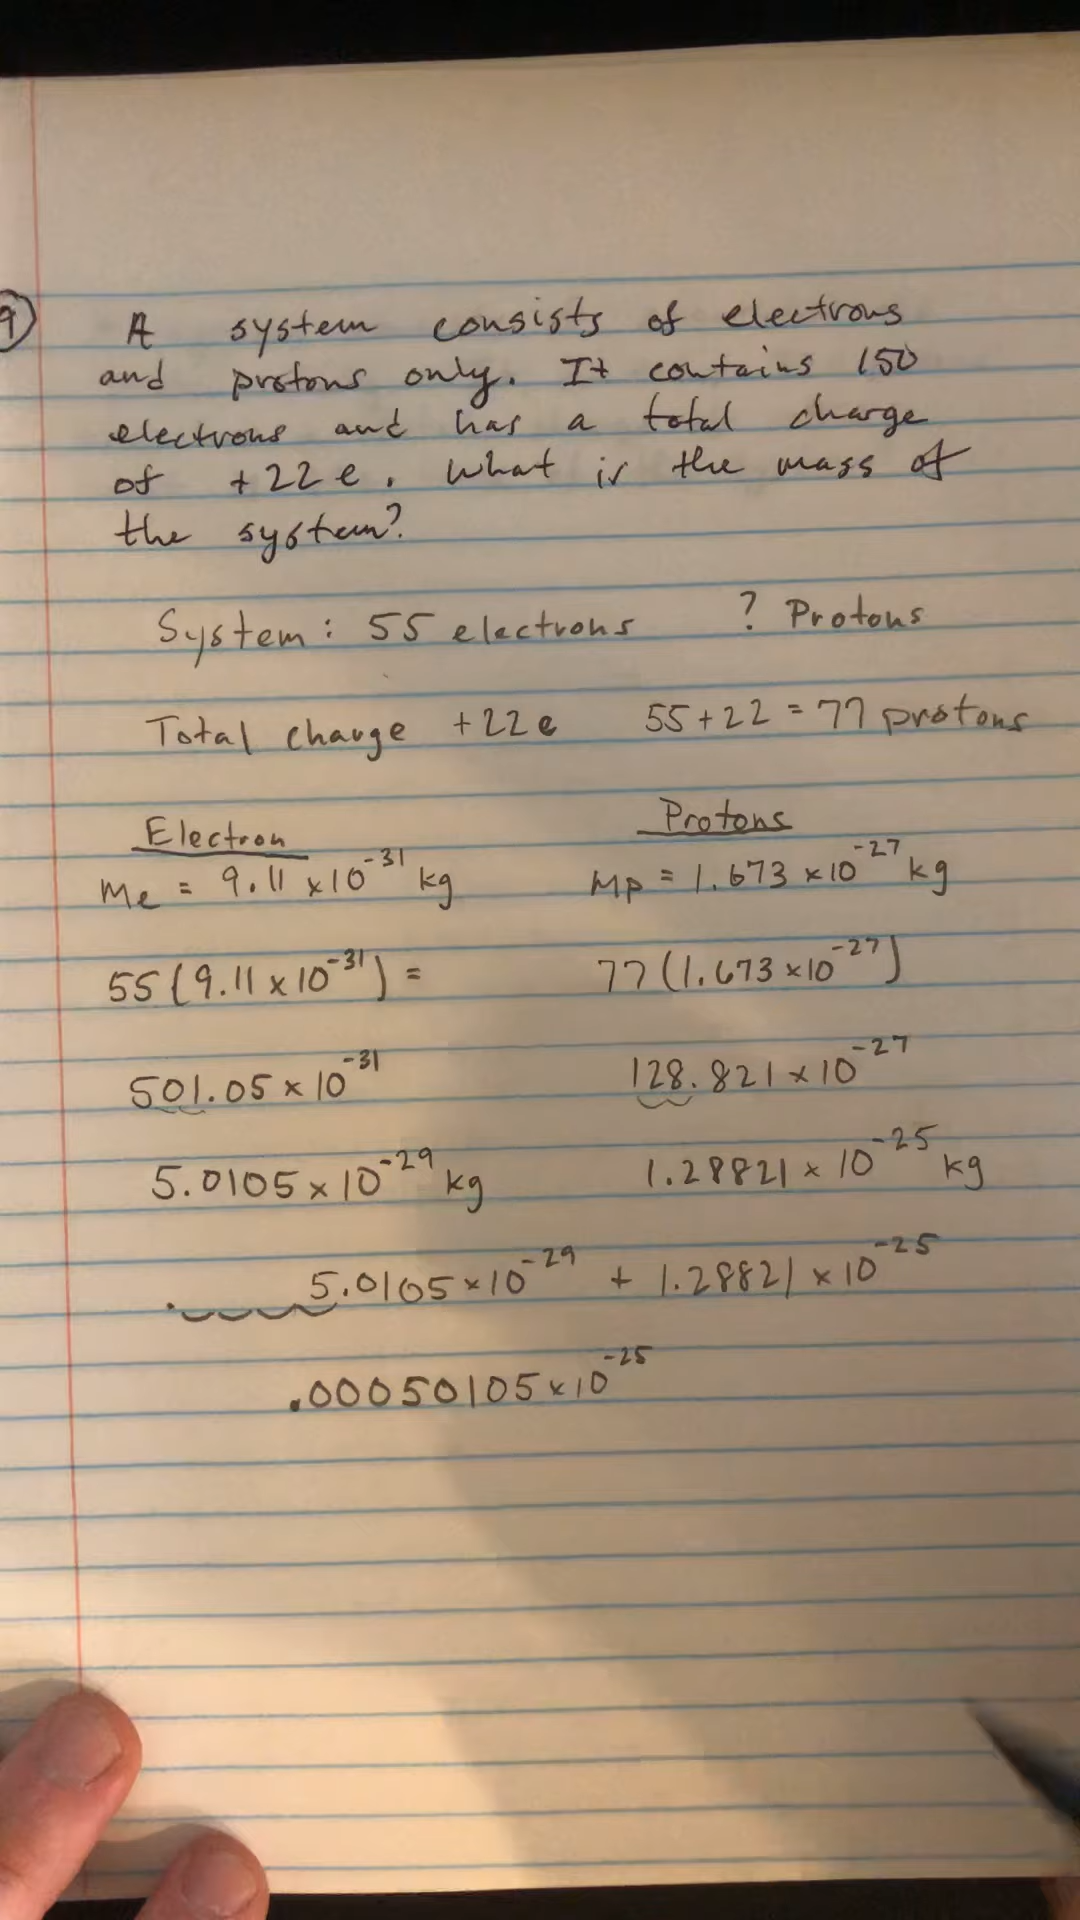 9
A system consists of electrons
and protons only. It contains 150
electrons and has a total charge
of +22e. What is the mass of
the system?
System: 55 electrons ? Protons
Total charge +22e 55+22=77 protons
Electron Protons
Me = 9.11 x10^-31 kg Mp = 1.673 x10^-27 kg
55(9.11 x10^-31) = 77(1.673 x10^-27)
501.05 x 10^-31 128.821 x 10^-27
5.0105 x 10^-29 kg 1.28821 x 10^-25 kg
5.0105 x 10^-29 + 1.28821 x 10^-25
.00050105 x 10^-25